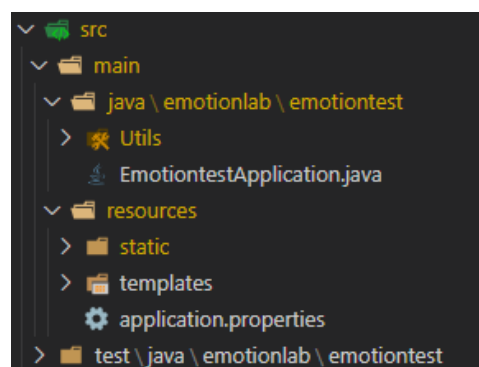 src
main
java \ emotionlab \ emotiontest
Utils
EmotiontestApplication.java
resources
static
templates
application.properties
test \ java \ emotionlab \ emotiontest